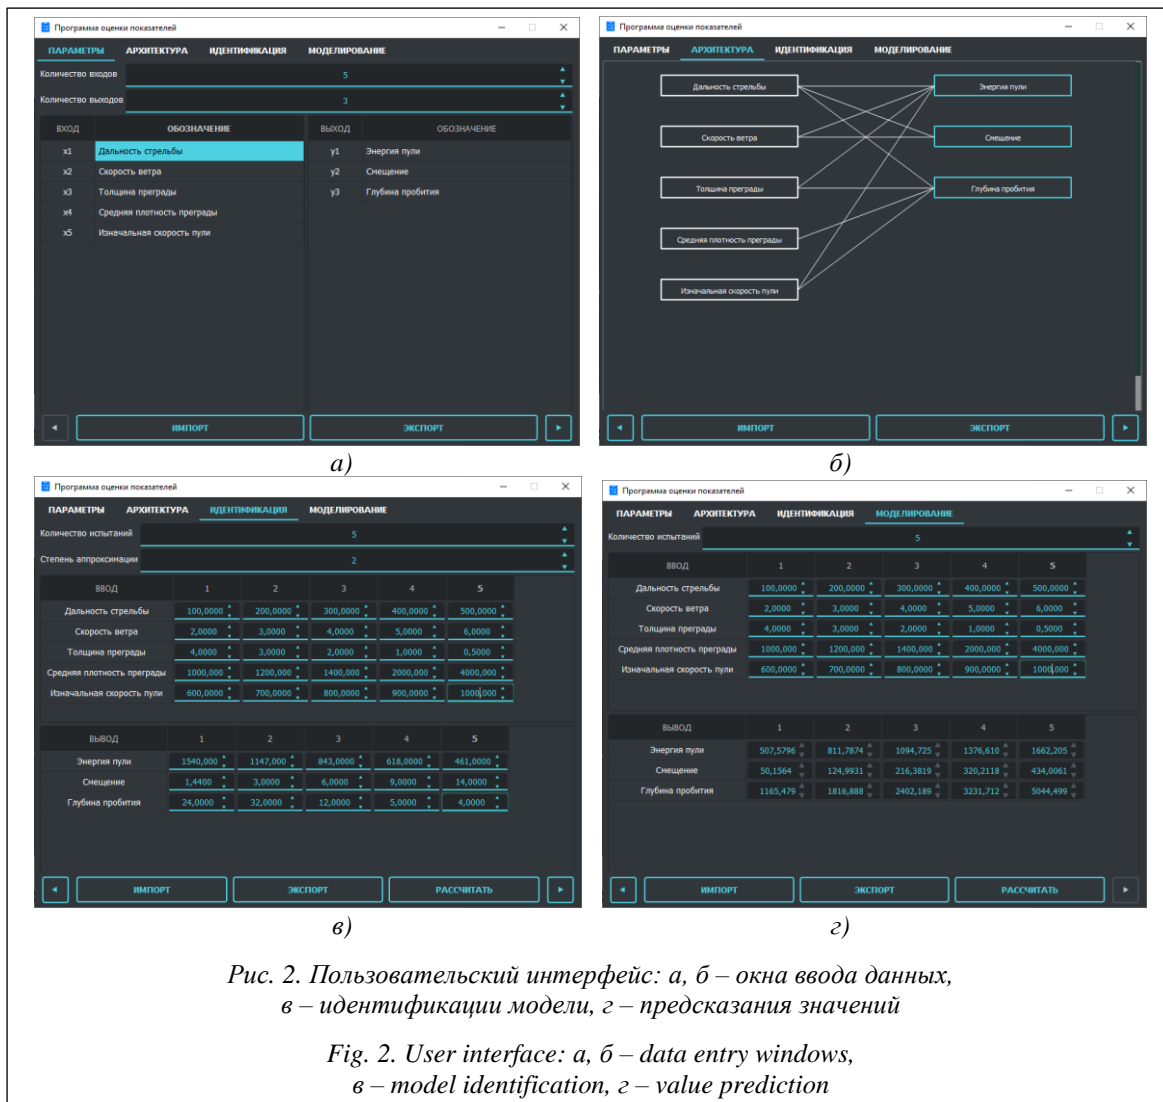 Программа оценки показателей
ПАРАМЕТРЫ АРХИТЕКТУРА ИДЕНТИФИКАЦИЯ МОДЕЛИРОВАНИЕ
Количество входов 5
Количество выходов 3
ВХОД ОБОЗНАЧЕНИЕ ВЫХОД ОБОЗНАЧЕНИЕ
x1 Дальность стрельбы y1 Энергия пули
x2 Скорость ветра y2 Смещение
x3 Толщина преграды y3 Глубина пробития
x4 Средняя плотность преграды
x5 Изначальная скорость пули
ИМПОРТ ЭКСПОРТ
а)
Программа оценки показателей
ПАРАМЕТРЫ АРХИТЕКТУРА ИДЕНТИФИКАЦИЯ МОДЕЛИРОВАНИЕ
Дальность стрельбы Энергия пули
Скорость ветра Смещение
Толщина преграды Глубина пробития
Средняя плотность преграды
Изначальная скорость пули
ИМПОРТ ЭКСПОРТ
б)
Программа оценки показателей
ПАРАМЕТРЫ АРХИТЕКТУРА ИДЕНТИФИКАЦИЯ МОДЕЛИРОВАНИЕ
Количество испытаний 5
Степень аппроксимации 2
ВВОД 1 2 3 4 5
Дальность стрельбы 100,0000 200,0000 300,0000 400,0000 500,0000
Скорость ветра 2,0000 3,0000 4,0000 5,0000 6,0000
Толщина преграды 4,0000 3,0000 2,0000 1,0000 0,5000
Средняя плотность преграды 1000,000 1200,000 1400,000 2000,000 4000,000
Изначальная скорость пули 600,0000 700,0000 800,0000 900,0000 1000,000
ВЫВОД 1 2 3 4 5
Энергия пули 1540,000 1147,000 843,0000 618,0000 461,0000
Смещение 1,4400 3,0000 6,0000 9,0000 14,0000
Глубина пробития 24,0000 32,0000 12,0000 5,0000 4,0000
ИМПОРТ ЭКСПОРТ РАССЧИТАТЬ
в)
Программа оценки показателей
ПАРАМЕТРЫ АРХИТЕКТУРА ИДЕНТИФИКАЦИЯ МОДЕЛИРОВАНИЕ
Количество испытаний 5
ВВОД 1 2 3 4 5
Дальность стрельбы 100,0000 200,0000 300,0000 400,0000 500,0000
Скорость ветра 2,0000 3,0000 4,0000 5,0000 6,0000
Толщина преграды 4,0000 3,0000 2,0000 1,0000 0,5000
Средняя плотность преграды 1000,000 1200,000 1400,000 2000,000 4000,000
Изначальная скорость пули 600,0000 700,0000 800,0000 900,0000 1000,000
ВЫВОД 1 2 3 4 5
Энергия пули 507,5796 811,7874 1094,725 1376,610 1662,205
Смещение 50,1564 124,9931 216,3819 320,2118 434,0061
Глубина пробития 1165,479 1816,888 2402,189 3231,712 5044,499
ИМПОРТ ЭКСПОРТ РАССЧИТАТЬ
г)
Рис. 2. Пользовательский интерфейс: а, б – окна ввода данных,
в – идентификации модели, г – предсказания значений
Fig. 2. User interface: а, б – data entry windows,
в – model identification, г – value prediction